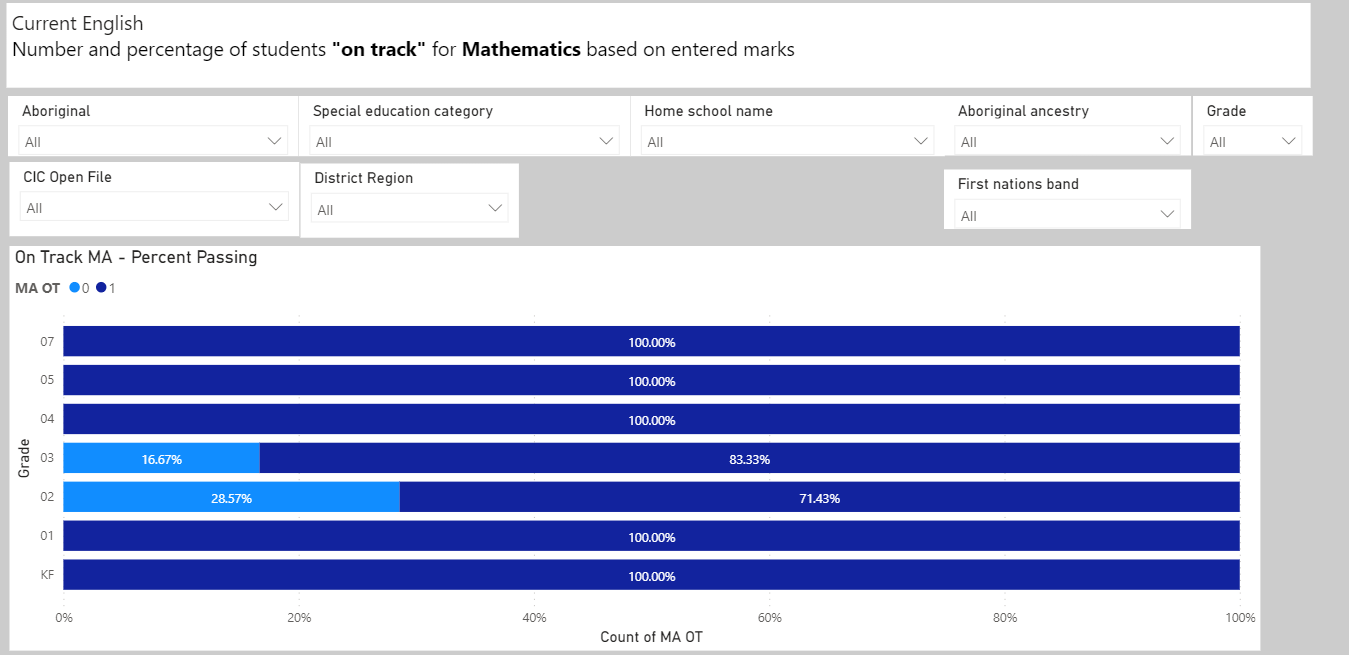 Current English
Number and percentage of students "on track" for Mathematics based on entered marks
Aboriginal
All
Special education category
All
Home school name
All
Aboriginal ancestry
All
Grade
All
CIC Open File
All
District Region
All
First nations band
All
On Track MA - Percent Passing
MA OT 0 1
Grade
07 100.00%
05 100.00%
04 100.00%
03 16.67% 83.33%
02 28.57% 71.43%
01 100.00%
KF 100.00%
0% 20% 40% 60% 80% 100%
Count of MA OT